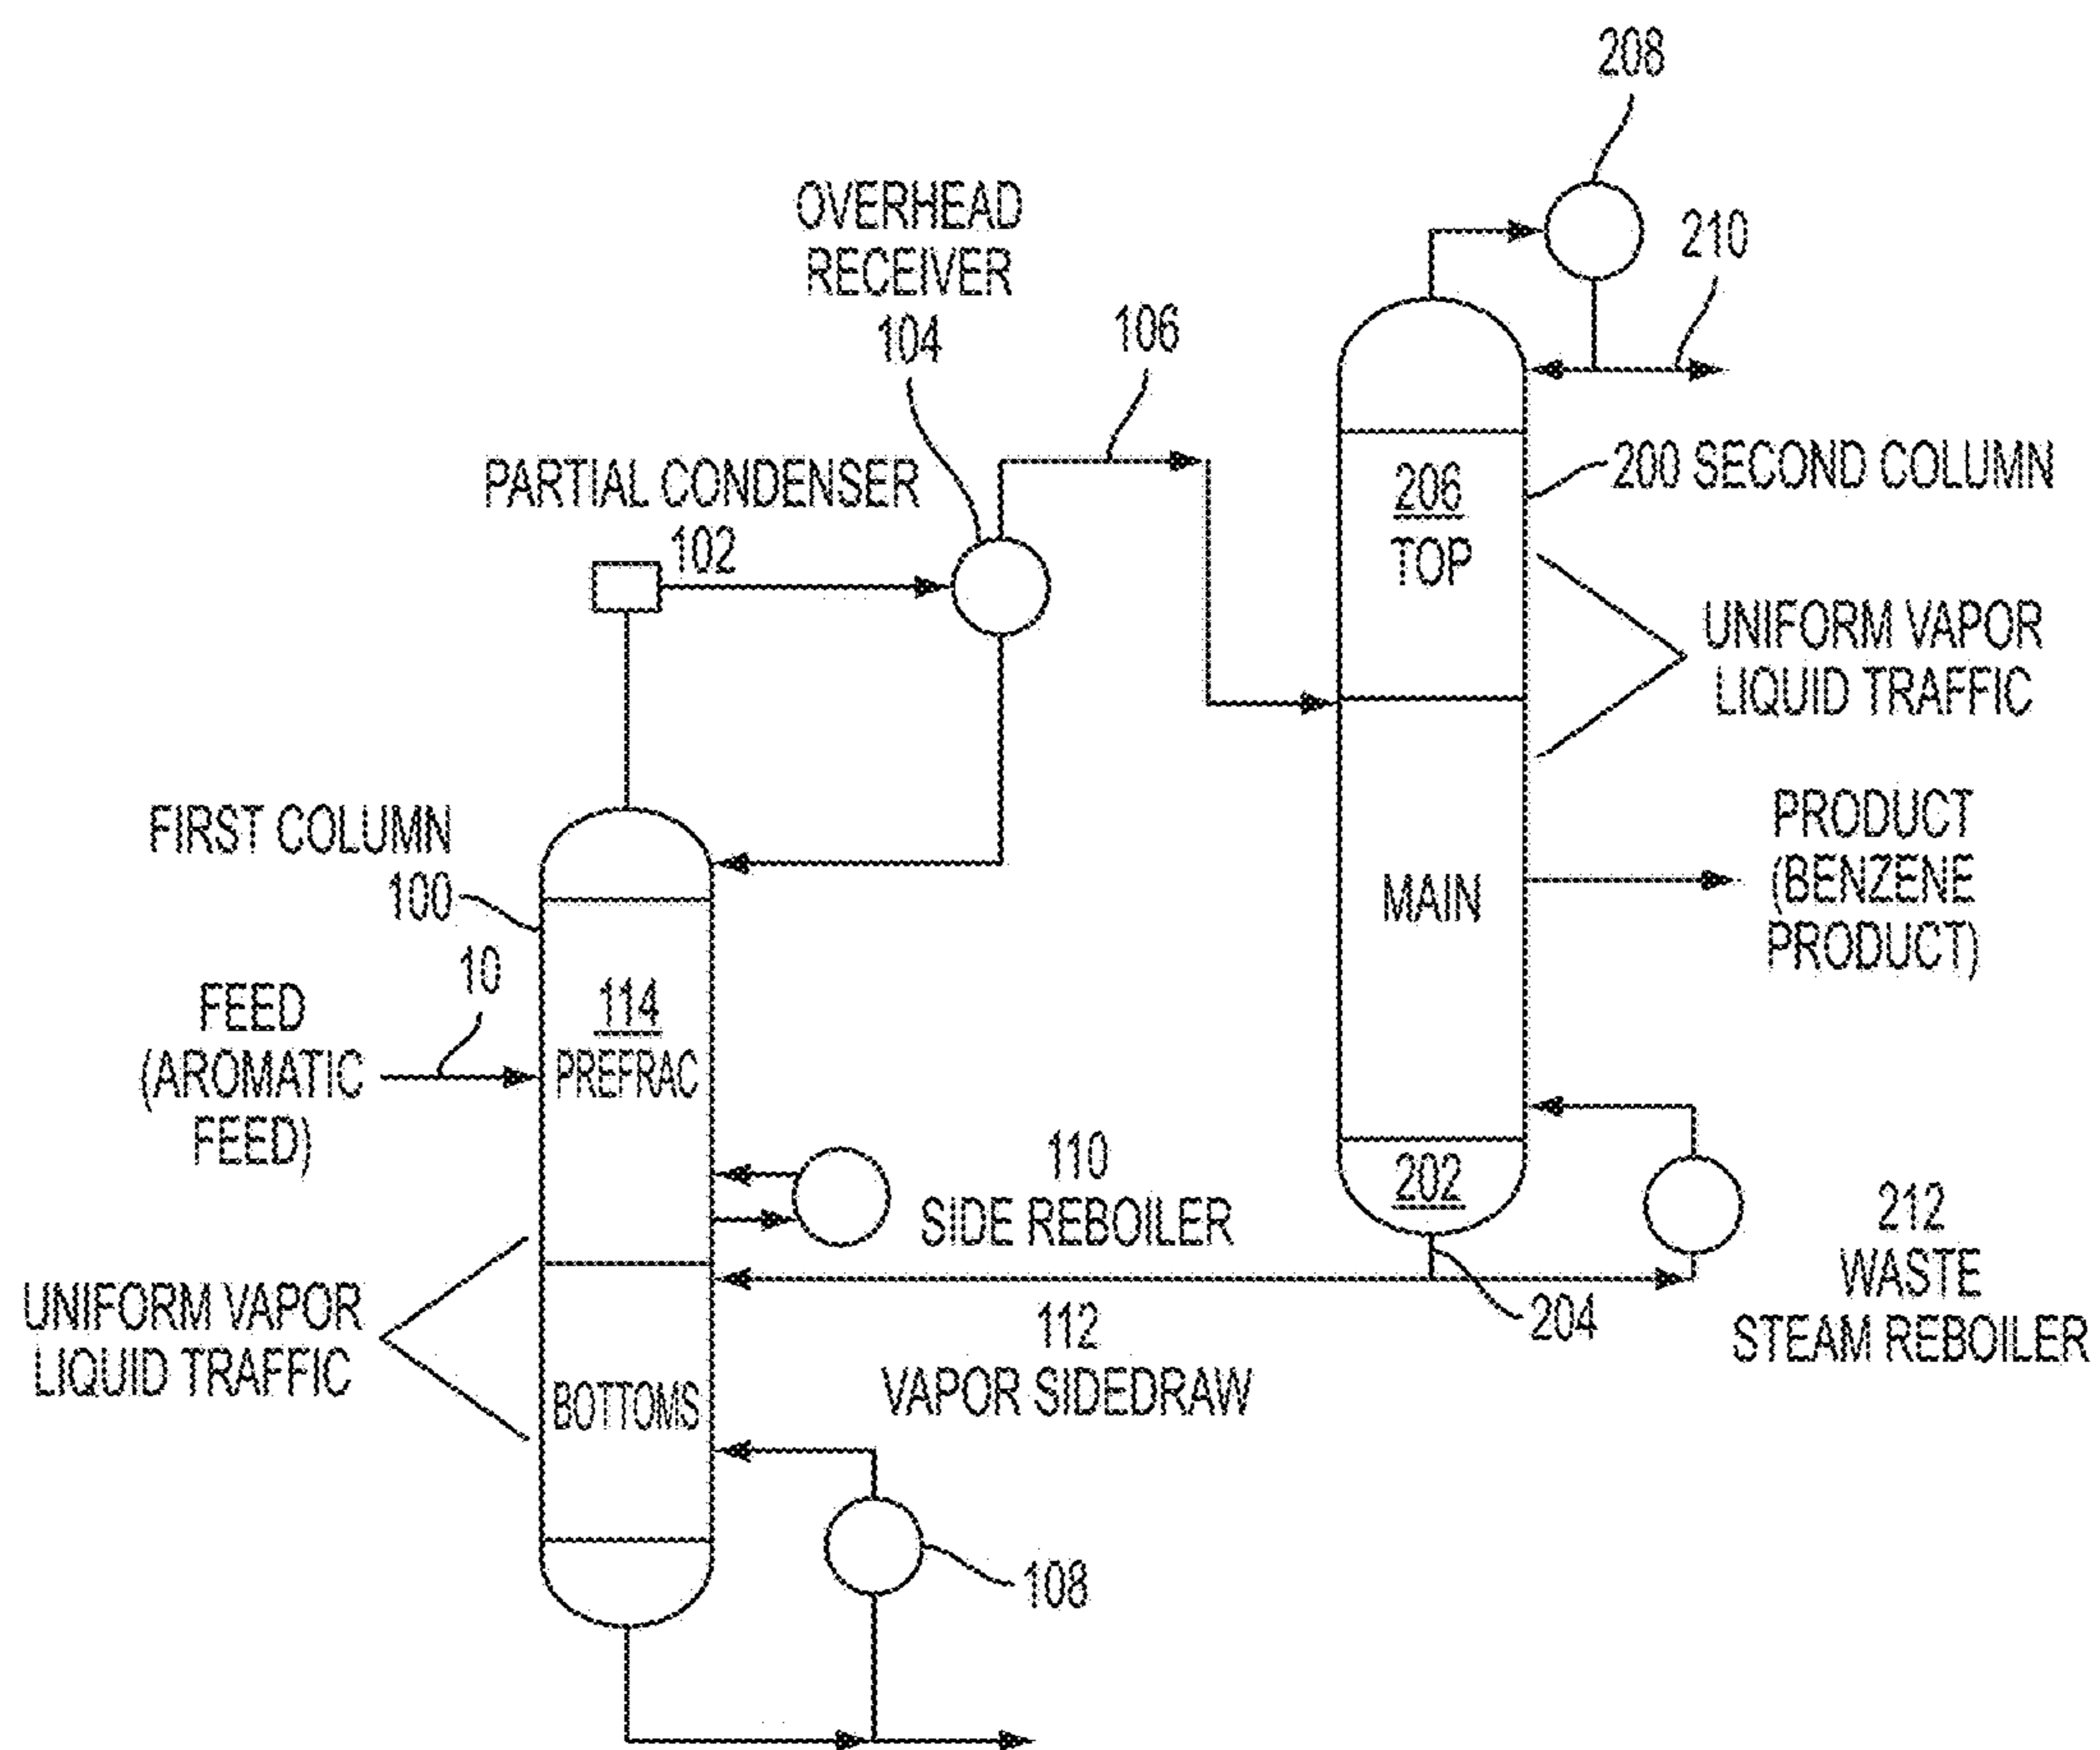 208
OVERHEAD
RECEIVER
104
106
210
PARTIAL CONDENSER
102
206
TOP
200 SECOND COLUMN
UNIFORM VAPOR
LIQUID TRAFFIC
FIRST COLUMN
100
10
FEED
(AROMATIC
FEED)
114
PREFRAC
MAIN
PRODUCT
(BENZENE
PRODUCT)
110
SIDE REBOILER
202
212
WASTE
STEAM REBOILER
204
112
VAPOR SIDEDRAW
UNIFORM VAPOR
LIQUID TRAFFIC
BOTTOMS
108